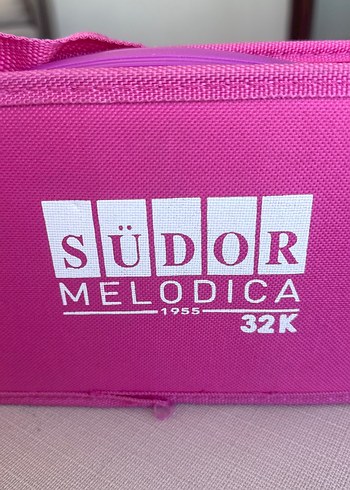 SÜDOR
MELODICA
1955
32K